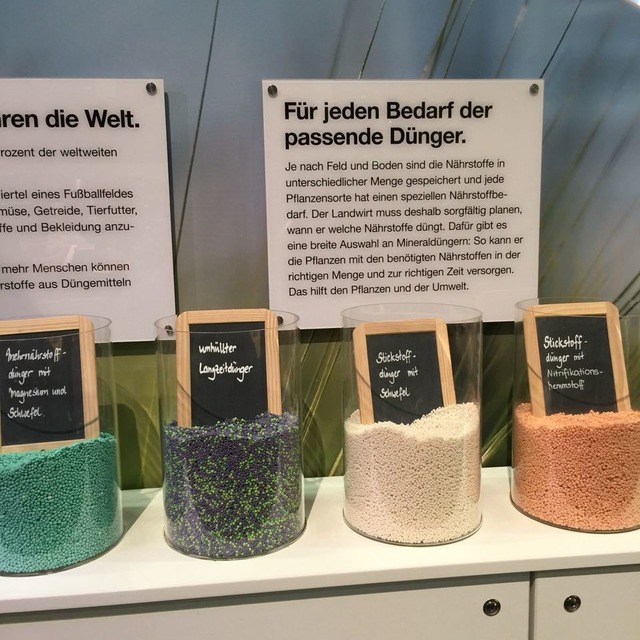 ren die Welt.
rozent der weltweiten
iertel eines Fußballfeldes
müse, Getreide, Tierfutter,
ffe und Bekleidung anzu-
mehr Menschen können
rstoffe aus Düngemitteln
Für jeden Bedarf der
passende Dünger.
Je nach Feld und Boden sind die Nährstoffe in
unterschiedlicher Menge gespeichert und jede
Pflanzensorte hat einen speziellen Nährstoffbe-
darf. Der Landwirt muss deshalb sorgfältig planen,
wann er welche Nährstoffe düngt. Dafür gibt es
eine breite Auswahl an Mineraldüngern: So kann er
die Pflanzen mit den benötigten Nährstoffen in der
richtigen Menge und zur richtigen Zeit versorgen.
Das hilft den Pflanzen und der Umwelt.
Mehrnährstoff-
dünger mit
Magnesium und
Schwefel
umhüllter
Langzeitdünger
Stickstoff-
dünger mit
Schwefel
Stickstoff-
dünger mit
Nitrifikations-
hemmstoff